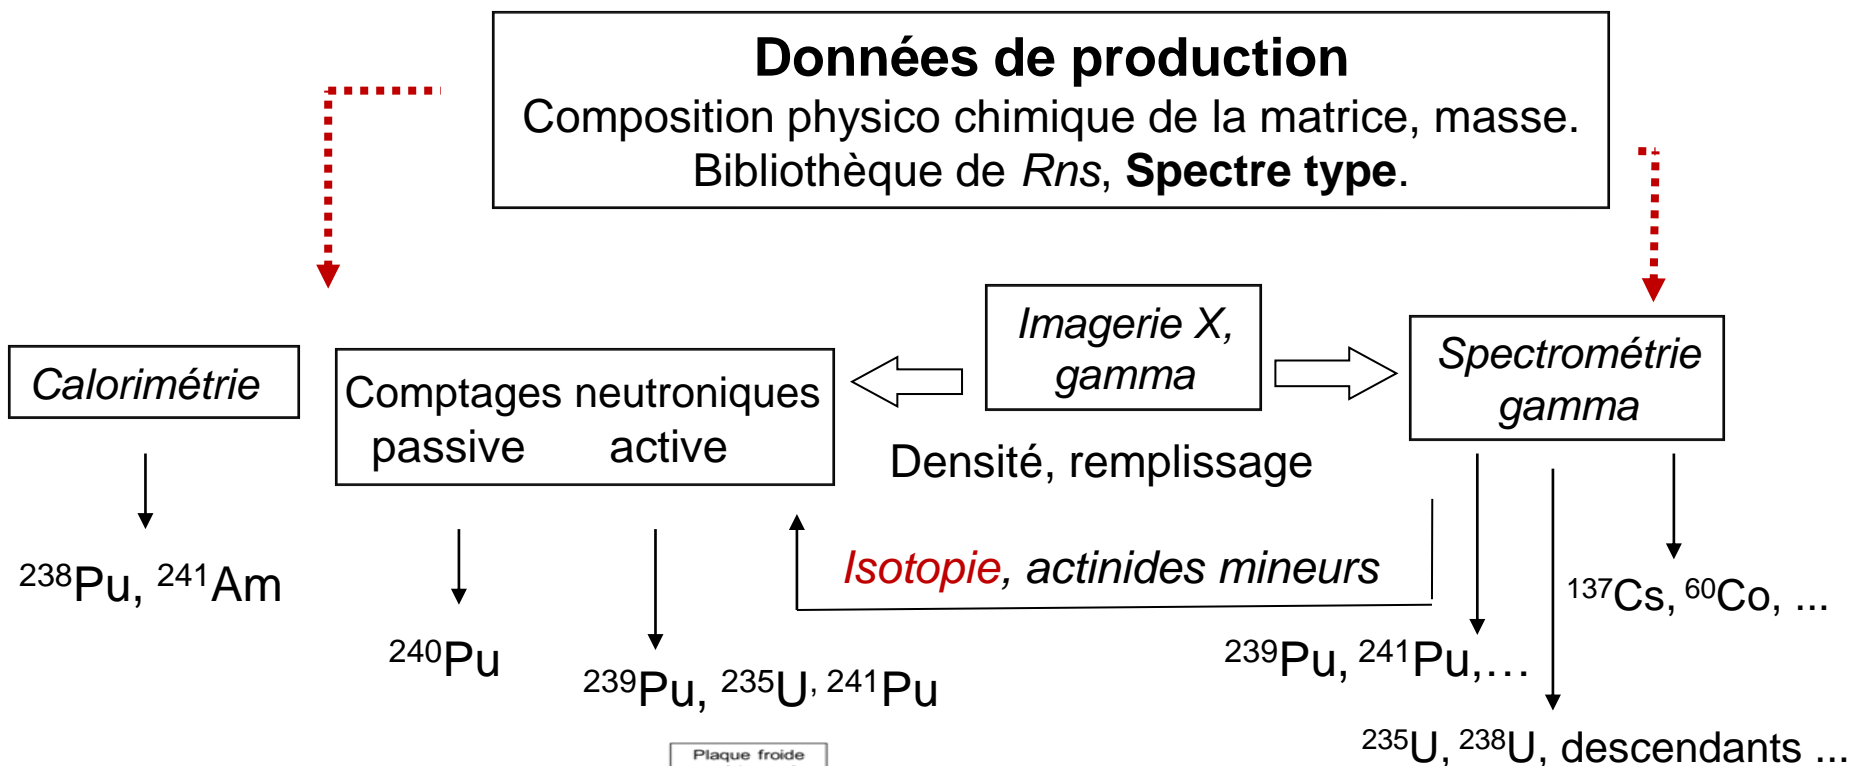 Données de production
Composition physico chimique de la matrice, masse.
Bibliothèque de Rns, Spectre type.
Imagerie X,
gamma
Calorimétrie
Comptages neutroniques
passive active
Spectrométrie
gamma
Densité, remplissage
Isotopie, actinides mineurs
²³⁸Pu, ²⁴¹Am
²⁴⁰Pu
²³⁹Pu, ²³⁵U, ²⁴¹Pu
¹³⁷Cs, ⁶⁰Co, ...
²³⁹Pu, ²⁴¹Pu,...
²³⁵U, ²³⁸U, descendants ...
Plaque froide